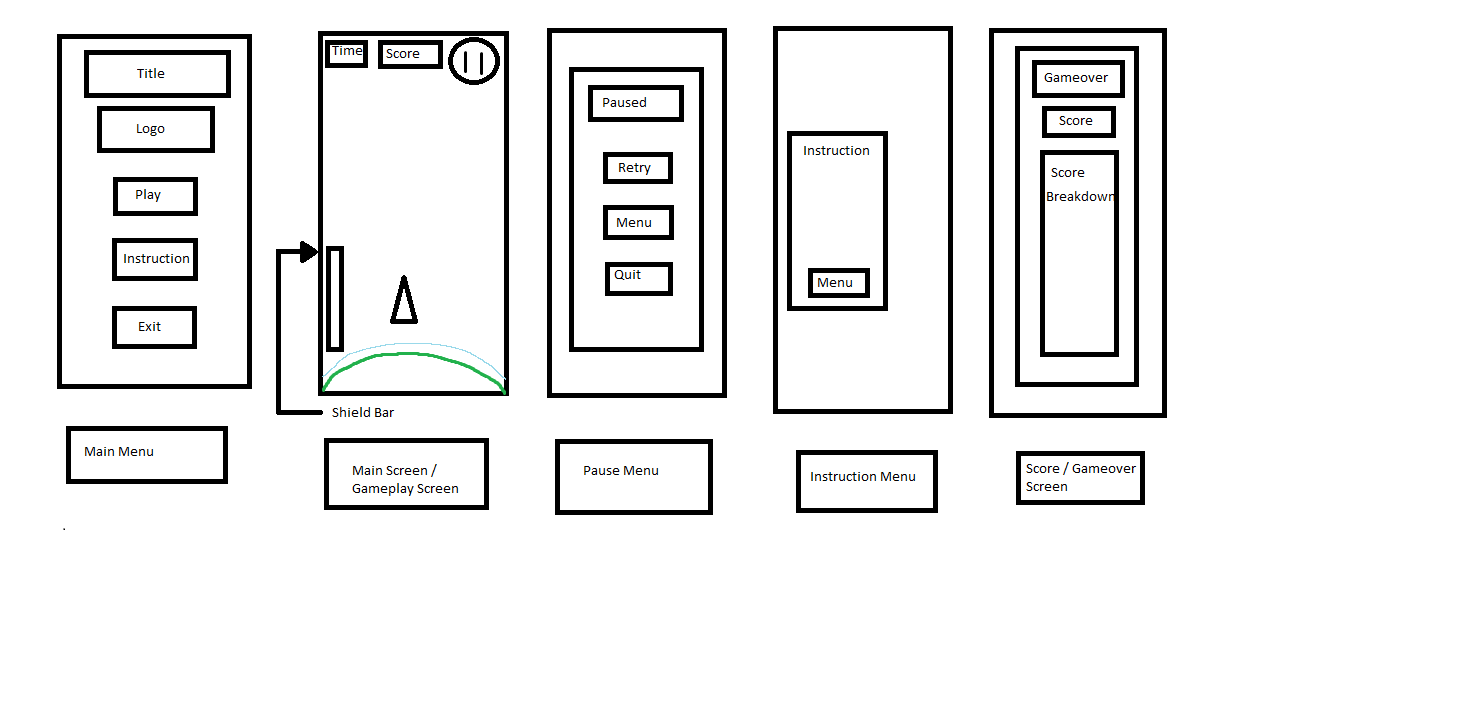 Title
Logo
Play
Instruction
Exit
Main Menu
Time
Score
Shield Bar
Main Screen /
Gameplay Screen
Paused
Retry
Menu
Quit
Pause Menu
Instruction
Menu
Instruction Menu
Gameover
Score
Score
Breakdown
Score / Gameover
Screen
.